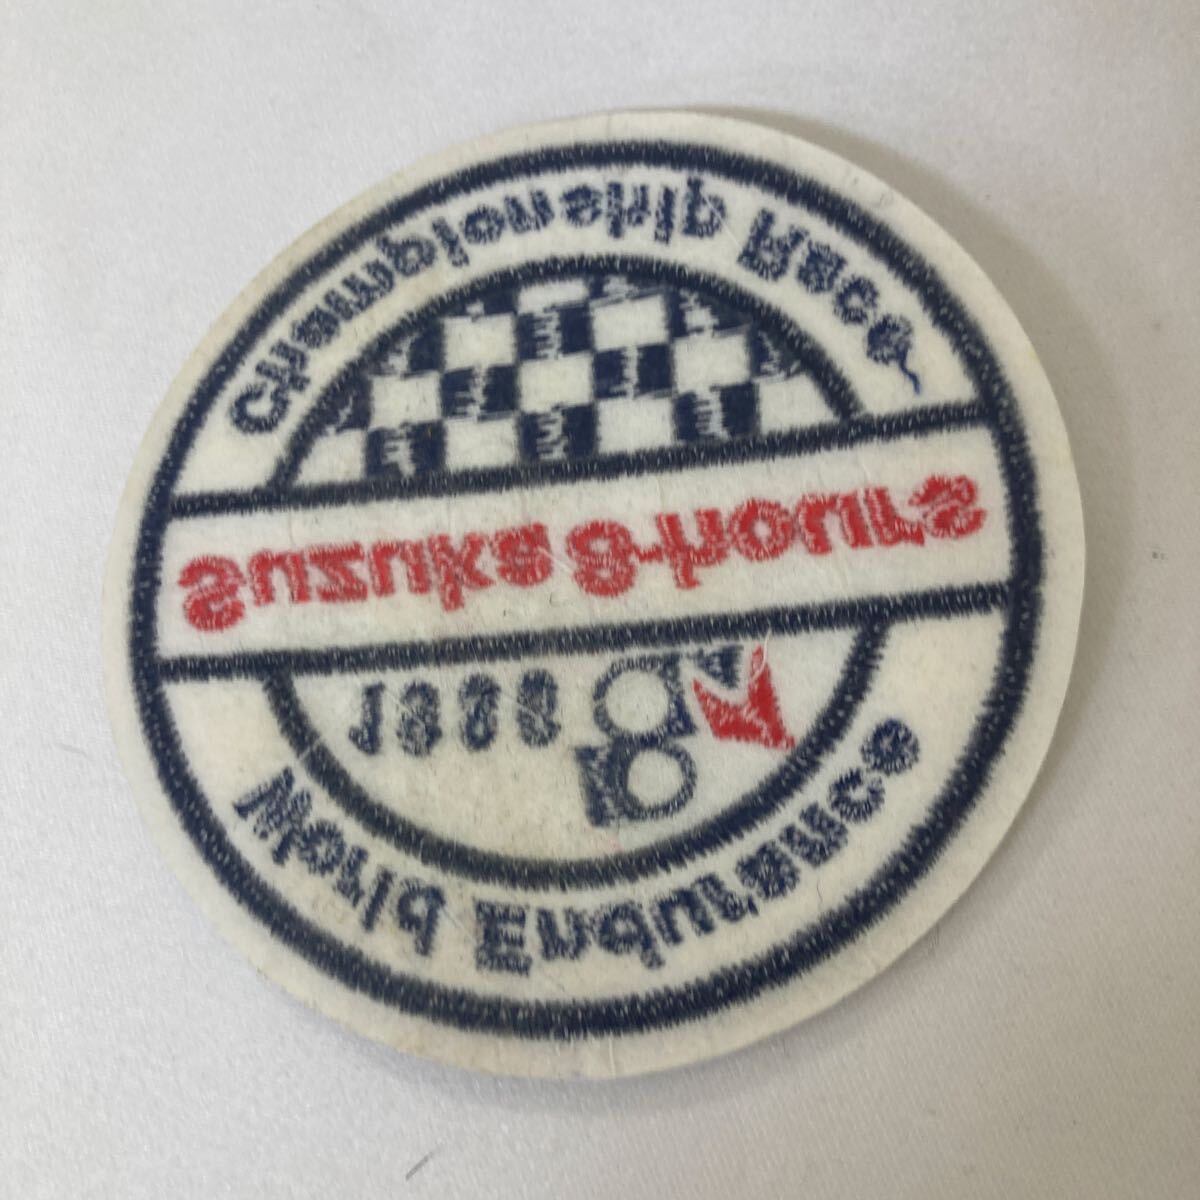 World Endurance
1988
Suzuka 8-hours
Championship Race